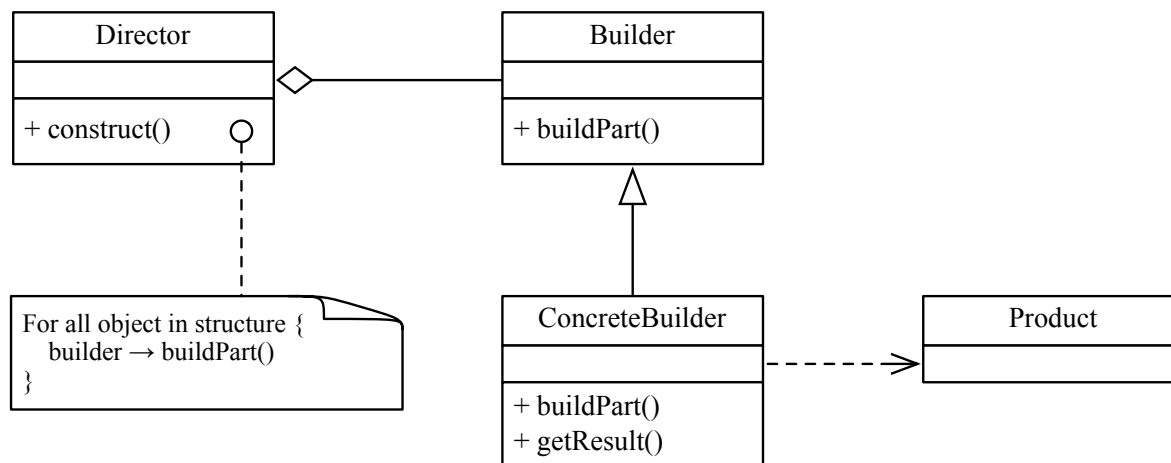 Director
+ construct()
Builder
+ buildPart()
For all object in structure {
builder → buildPart()
}
ConcreteBuilder
+ buildPart()
+ getResult()
Product